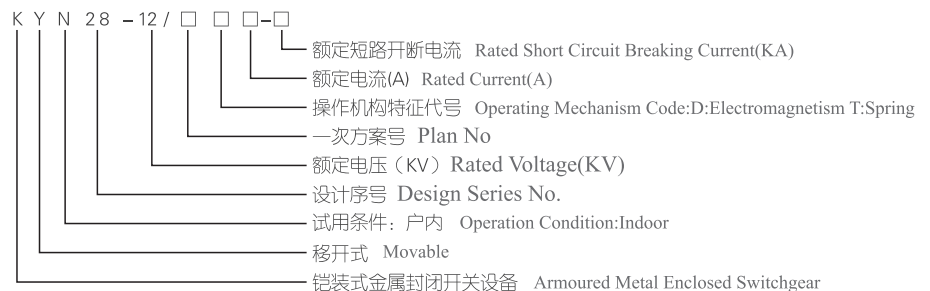 K Y N 28 -12/□ □ □-□
额定短路开断电流 Rated Short Circuit Breaking Current(KA)
额定电流(A) Rated Current(A)
操作机构特征代号 Operating Mechanism Code:D:Electromagnetism T:Spring
一次方案号 Plan No
额定电压（KV）Rated Voltage(KV)
设计序号 Design Series No.
试用条件：户内 Operation Condition:Indoor
移开式 Movable
铠装式金属封闭开关设备 Armoured Metal Enclosed Switchgear